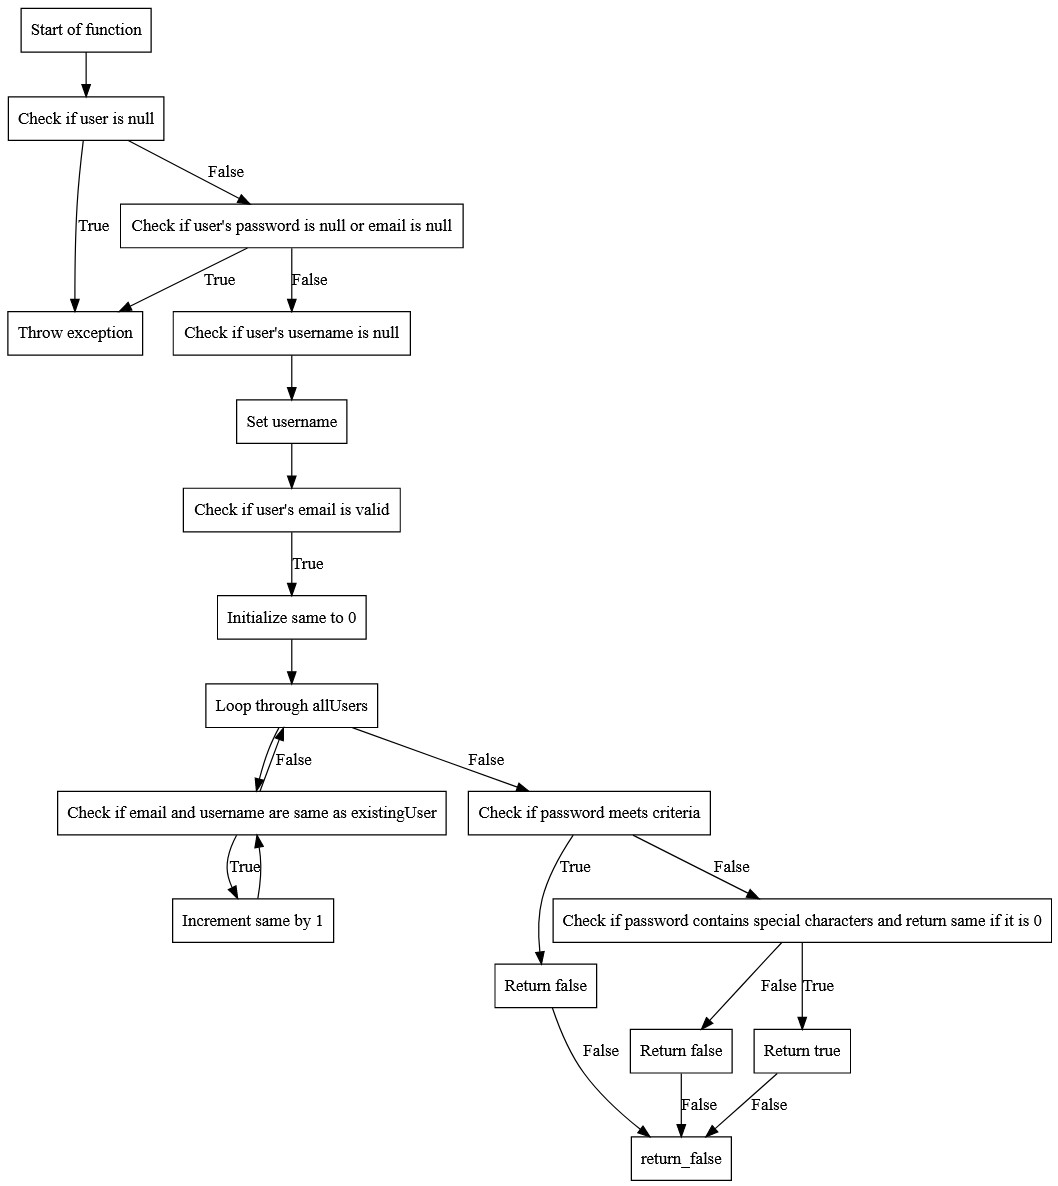 Start of function
Check if user is null
False
Check if user's password is null or email is null
True
True
False
Throw exception
Check if user's username is null
Set username
Check if user's email is valid
True
Initialize same to 0
Loop through allUsers
False
False
Check if email and username are same as existingUser
Check if password meets criteria
True
True
False
Increment same by 1
Check if password contains special characters and return same if it is 0
Return false
False
True
Return false
Return true
False
False
False
return_false